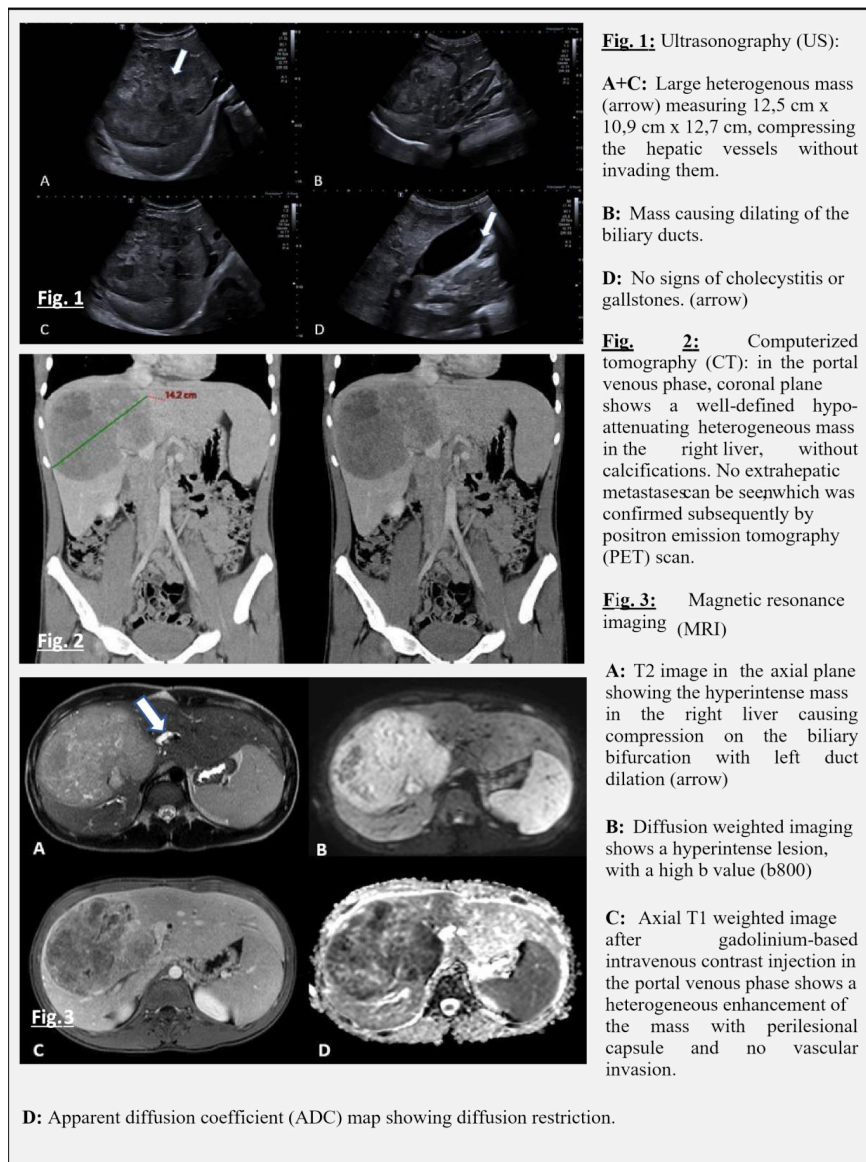 A
B
Fig. 1
C
D
14.2 cm
Fig. 2
A
B
Fig.3
C
D
Fig. 1: Ultrasonography (US):
A+C: Large heterogenous mass
(arrow) measuring 12,5 cm x
10,9 cm x 12,7 cm, compressing
the hepatic vessels without
invading them.
B: Mass causing dilating of the
biliary ducts.
D: No signs of cholecystitis or
gallstones. (arrow)
Fig. 2: Computerized
tomography (CT): in the portal
venous phase, coronal plane
shows a well-defined hypo-
attenuating heterogeneous mass
in the right liver, without
calcifications. No extrahepatic
metastases can be seen, which was
confirmed subsequently by
positron emission tomography
(PET) scan.
Fig. 3: Magnetic resonance
imaging (MRI)
A: T2 image in the axial plane
showing the hyperintense mass
in the right liver causing
compression on the biliary
bifurcation with left duct
dilation (arrow)
B: Diffusion weighted imaging
shows a hyperintense lesion,
with a high b value (b800)
C: Axial T1 weighted image
after gadolinium-based
intravenous contrast injection in
the portal venous phase shows a
heterogeneous enhancement of
the mass with perilesional
capsule and no vascular
invasion.
D: Apparent diffusion coefficient (ADC) map showing diffusion restriction.